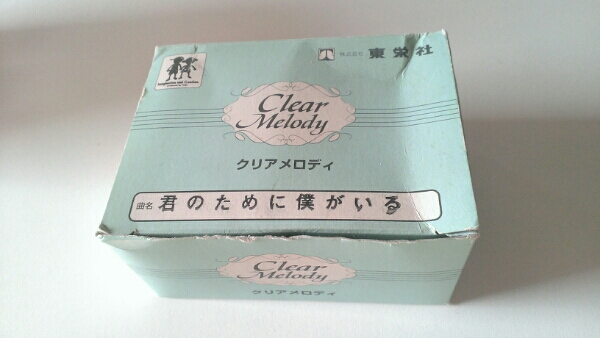 株式会社 東栄社
Clear
Melody
クリアメロディ
曲名 君のために僕がいる
Clear
Melody
クリアメロディ